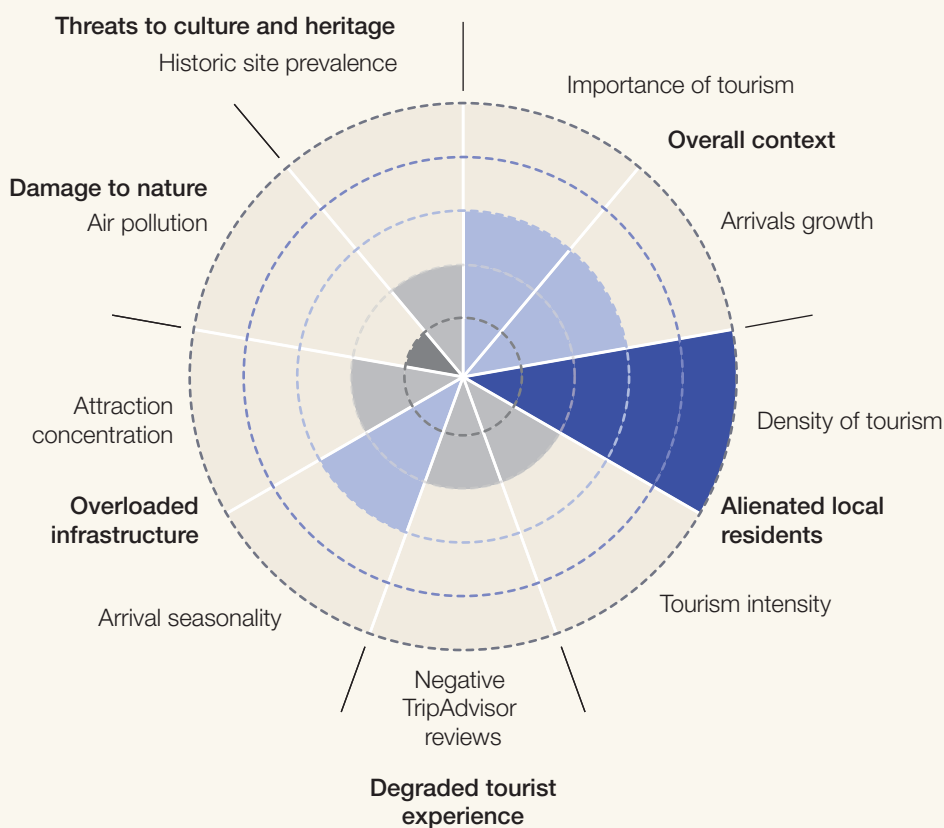 Threats to culture and heritage
Historic site prevalence
Importance of tourism
Overall context
Damage to nature
Air pollution
Arrivals growth
Attraction
concentration
Density of tourism
Overloaded
infrastructure
Alienated local
residents
Arrival seasonality
Tourism intensity
Negative
TripAdvisor
reviews
Degraded tourist
experience